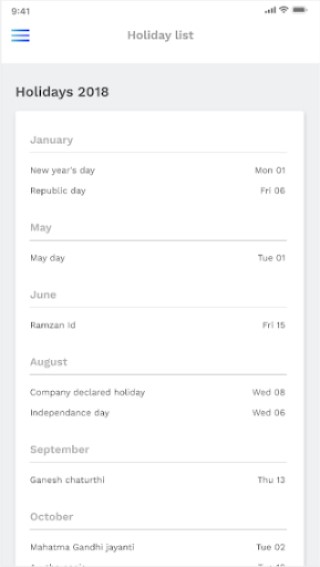 9:41
Holiday list
Holidays 2018
January
New year's day Mon 01
Republic day Fri 06
May
May day Tue 01
June
Ramzan Id Fri 15
August
Company declared holiday Wed 08
Independance day Wed 06
September
Ganesh chaturthi Thu 13
October
Mahatma Gandhi jayanti Tue 02